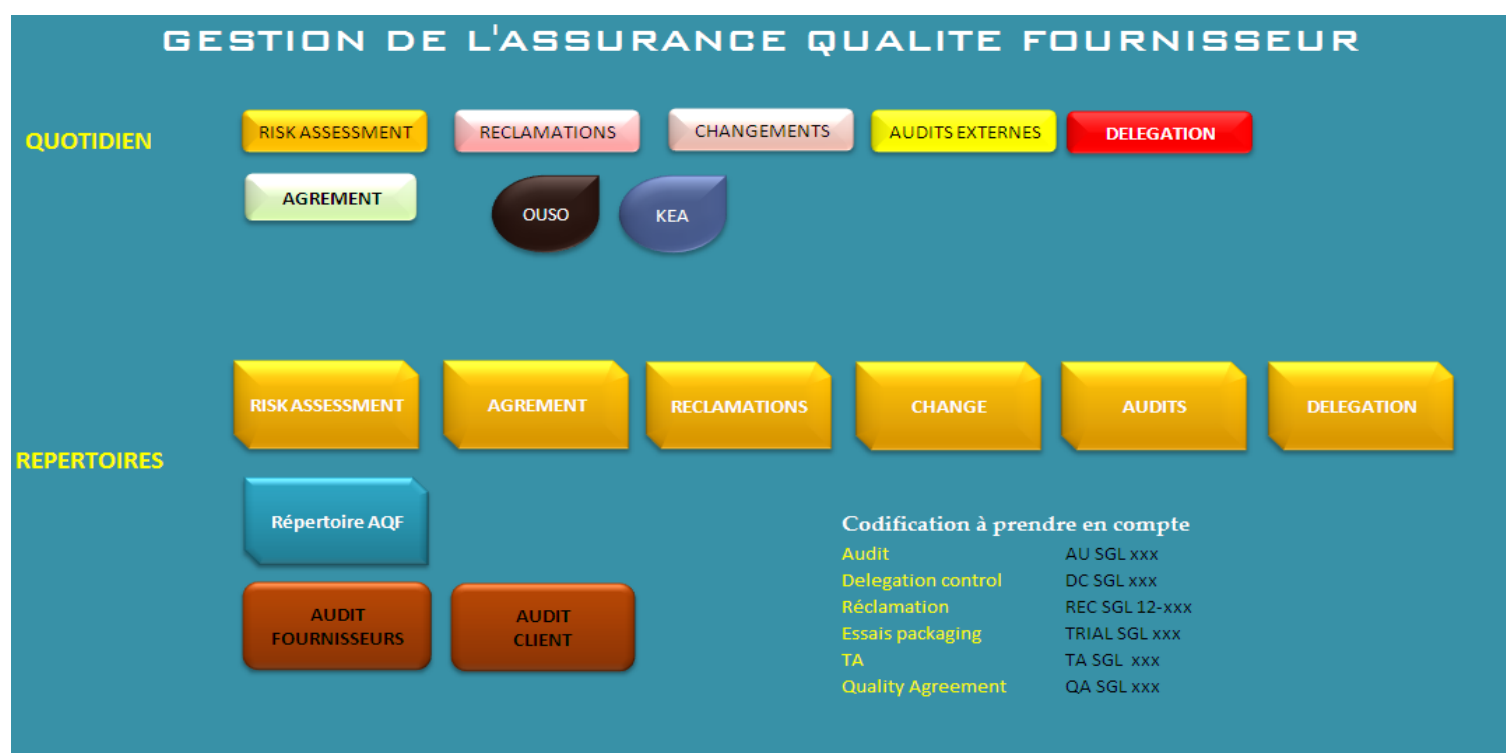 GESTION DE L'ASSURANCE QUALITE FOURNISSEUR
QUOTIDIEN
RISK ASSESSMENT
RECLAMATIONS
CHANGEMENTS
AUDITS EXTERNES
DELEGATION
AGREMENT
OUSO
KEA
REPERTOIRES
RISK ASSESSMENT
AGREMENT
RECLAMATIONS
CHANGE
AUDITS
DELEGATION
Répertoire AQF
AUDIT
FOURNISSEURS
AUDIT
CLIENT
Codification à prendre en compte
Audit AU SGL xxx
Delegation control DC SGL xxx
Réclamation REC SGL 12-xxx
Essais packaging TRIAL SGL xxx
TA TA SGL xxx
Quality Agreement QA SGL xxx